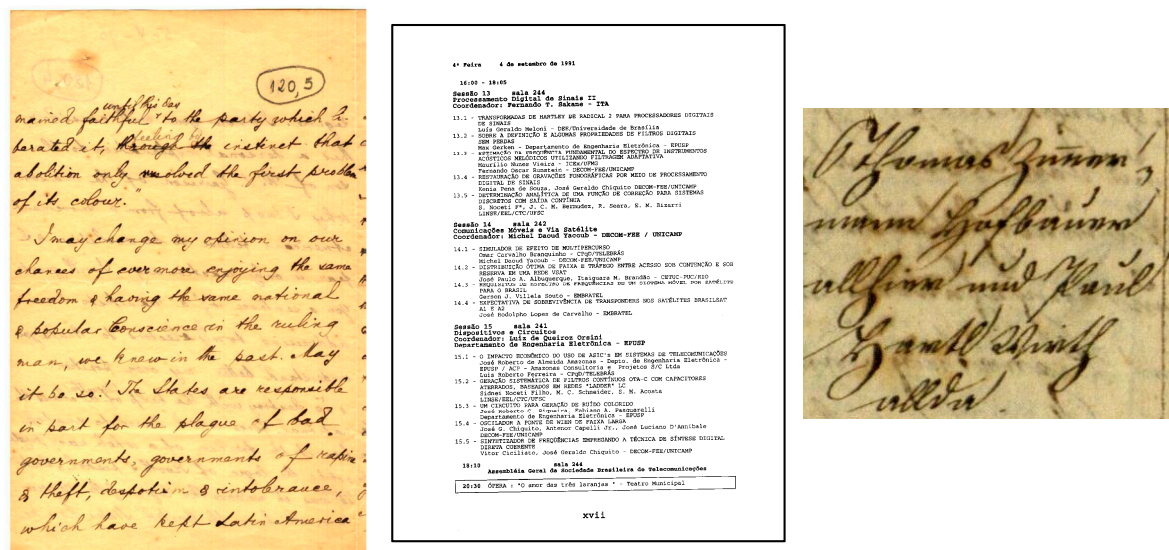 120,5
until his day
mained faithful to the party which li-
berated it, through the instinct that
abolition only resolved the first problem
of its colour."
I may change my opinion on our
chances of evermore enjoying the same
freedom & having the same national
& popular Conscience in the ruling
man, we knew in the past. May
it be so! The States are responsible
in part for the plague of bad
governments, governments of rapine
& theft, despotism & intolerance,
which have kept Latin America
4ª Feira 4 de setembro de 1991
16:00 - 18:05
Sessão 13 sala 244
Processamento Digital de Sinais II
Coordenador: Fernando T. Sakane - ITA
13.1 - TRANSFORMADAS DE HARTLEY DE RADICAL 3 PARA PROCESSADORES DIGITAIS
DE SINAIS
Luís Geraldo Meloni - DEE/Universidade de Brasília
13.2 - SOBRE A DEFINIÇÃO E ALGUMAS PROPIEDADES DE FILTROS DIGITAIS
SEM PERDAS
Max Gerken - Departamento de Engenharia Eletrônica - EPUSP
13.3 - ESTIMAÇÃO DA FREQUÊNCIA FUNDAMENTAL DO ESPECTRO DE INSTRUMENTOS
ACÚSTICOS MELÓDICOS UTILIZANDO FILTRAGEM ADAPTATIVA
Maurílio Nunes Vieira - ICEx/UFMG
Fernando Oscar Runstein - DECOM-FEE/UNICAMP
13.4 - RESTAURAÇÃO DE GRAVAÇÕES FONOGRÁFICAS POR MEIO DE PROCESSAMENTO
DIGITAL DE SINAIS
Kenia Pena de Souza, José Geraldo Chiquito DECOM-FEE/UNICAMP
13.5 - DETERMINAÇÃO ANALÍTICA DE UMA FUNÇÃO DE CORREÇÃO PARA SISTEMAS
DISCRETOS COM SAÍDA CONTÍNUA
S. Noceti Fº, J. C. M. Bermudez, R. Seara, E. M. Bizarri
LINSE/EEL/CTC/UFSC
Sessão 14 sala 242
Comunicações Móveis e Via Satélite
Coordenador: Michel Daoud Yacoub - DECOM-FEE / UNICAMP
14.1 - SIMULADOR DE EFEITO DE MULTIPERCURSO
Omar Carvalho Branquinho - CPqD/TELEBRÁS
Michel Daoud Yacoub - DECOM-FEE/UNICAMP
14.2 - DISTRIBUIÇÃO ÓTIMA DE FAIXA E TRÁFEGO ENTRE ACESSO SOB CONTENÇÃO E SOB
RESERVA EM UMA REDE VSAT
José Paulo A. Albuquerque, Itaiguara M. Brandão - CETUC-PUC/RIO
14.3 - REQUISITOS DE ESPECTRO DE FREQUÊNCIAS DE UM SISTEMA MÓVEL POR SATÉLITE
PARA O BRASIL
Gerson J. Villela Souto - EMBRATEL
14.4 - EXPECTATIVA DE SOBREVIVÊNCIA DE TRANSPONDERS NOS SATÉLITES BRASILSAT
A1 E A2
José Rodolpho Lopes de Carvalho - EMBRATEL
Sessão 15 sala 241
Dispositivos e Circuitos
Coordenador: Luiz de Queiroz Orsini
Departamento de Engenharia Eletrônica - EPUSP
15.1 - O IMPACTO ECONÔMICO DO USO DE ASIC's EM SISTEMAS DE TELECOMUNICAÇÕES
José Roberto de Almeida Amazonas - Depto. de Engenharia Eletrônica -
EPUSP / ACP - Amazonas Consultoria e Projetos S/C Ltda
Luis Roberto Ferreira - CPqD/TELEBRÁS
15.2 - GERAÇÃO SISTEMÁTICA DE FILTROS CONTÍNUOS OTA-C COM CAPACITORES
ATERRADOS, BASEADOS EM REDES "LADDER" LC
Sidnei Noceti Filho, M. C. Schneider, S. M. Acosta
LINSE/EEL/CTC/UFSC
15.3 - UM CIRCUITO PARA GERAÇÃO DE RUÍDO COLORIDO
José Roberto C. Siqueira, Fabiano A. Pasquarelli
Departamento de Engenharia Eletrônica - EPUSP
15.4 - OSCILADOR A PONTE DE WIEN DE FAIXA LARGA
José G. Chiquito, Antenor Capelli Jr., José Luciano D'Annibale
DECOM-FEE/UNICAMP
15.5 - SINTETIZADOR DE FREQÜÊNCIAS EMPREGANDO A TÉCNICA DE SÍNTESE DIGITAL
DIRETA COERENTE
Vitor Ciciliato, José Geraldo Chiquito - DECOM-FEE/UNICAMP
18:10 sala 244
Assembléia Geral da Sociedade Brasileira de Telecomunicações
20:30 ÓPERA : "O amor das três laranjas " - Teatro Municipal
xvii
Thomas
allhier und Paul
Wirth
allda